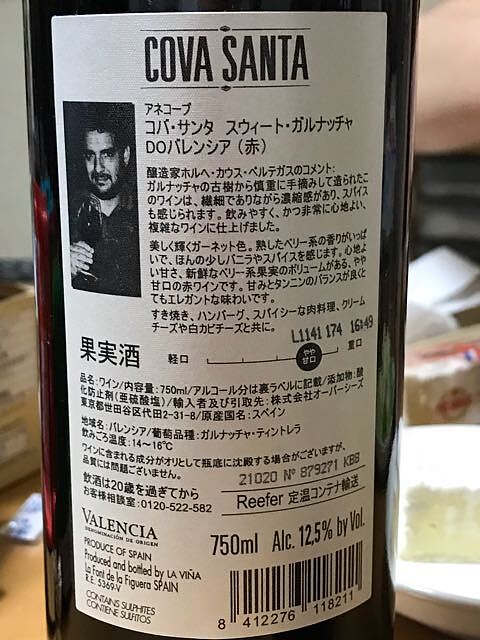 COVA SANTA
アネコープ
コバ・サンタ スウィート・ガルナッチャ
DOバレンシア(赤)
醸造家ホルヘ・カウス・ペルテガスのコメント:
ガルナッチャの古樹から慎重に手摘みして造られたこ
のワインは、繊細でありながら濃縮感があり、スパイス
も感じられます。飲みやすく、かつ非常に心地よい、
複雑なワインに仕上げました。
美しく輝くガーネット色。熟したベリー系の香りがいっぱ
いで、ほんの少しバニラやスパイスを感じます。心地よ
い甘さ、新鮮なベリー系果実のボリュームがある、やや
甘口の赤ワインです。甘みとタンニンのバランスが良くと
てもエレガントな味わいです。
すき焼き、ハンバーグ、スパイシーな肉料理、クリーム
チーズや白カビチーズと共に。
L1141 174 16:49
果実酒 軽口 やや甘口 重口
品名:ワイン/内容量:750ml/アルコール分は裏ラベルに記載/添加物:酸
化防止剤(亜硫酸塩)/輸入者及び引取先:株式会社オーバーシーズ
東京都世田谷区代田2-31-8/原産国名:スペイン
地域名:バレンシア/葡萄品種:ガルナッチャ・ティントレラ
飲みごろ温度:14~16℃
ワインに含まれる成分がオリとして瓶底に沈殿する場合がございますが、
品質には問題ございません。
21020 Nº 879271 KBB
飲酒は20歳を過ぎてから
お客様相談室:0120-522-582
Reefer 定温コンテナ輸送
VALENCIA
DENOMINACIÓN DE ORIGEN
750ml Alc. 12,5% by Vol.
PRODUCE OF SPAIN
Produced and bottled by LA VIÑA
La Font de la Figuera SPAIN
R.E. 5369-V
CONTAINS SULPHITES
CONTIENE SULFITOS
8 412276 118211